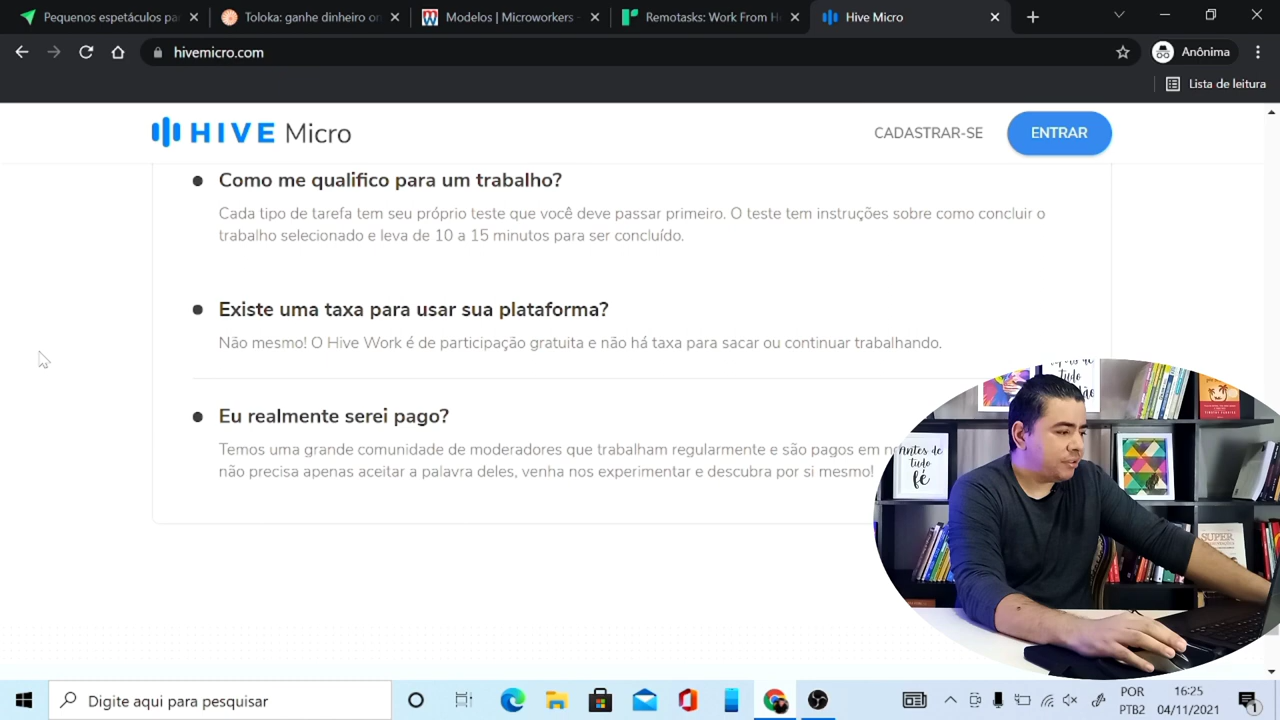 Pequenos espetáculos pa
Toloka: ganhe dinheiro on
Modelos | Microworkers -
Remotasks: Work From H
Hive Micro
hivemicro.com
Anônima
Lista de leitura
HIVE Micro
CADASTRAR-SE
ENTRAR
Como me qualifico para um trabalho?
Cada tipo de tarefa tem seu próprio teste que você deve passar primeiro. O teste tem instruções sobre como concluir o
trabalho selecionado e leva de 10 a 15 minutos para ser concluído.
Existe uma taxa para usar sua plataforma?
Não mesmo! O Hive Work é de participação gratuita e não há taxa para sacar ou continuar trabalhando.
Eu realmente serei pago?
Temos uma grande comunidade de moderadores que trabalham regularmente e são pagos em
não precisa apenas aceitar a palavra deles, venha nos experimentar e descubra por si mesmo!
de tudo
Antes de
tudo
fé
SUPER
Digite aqui para pesquisar
POR
PTB2
16:25
04/11/2021
1